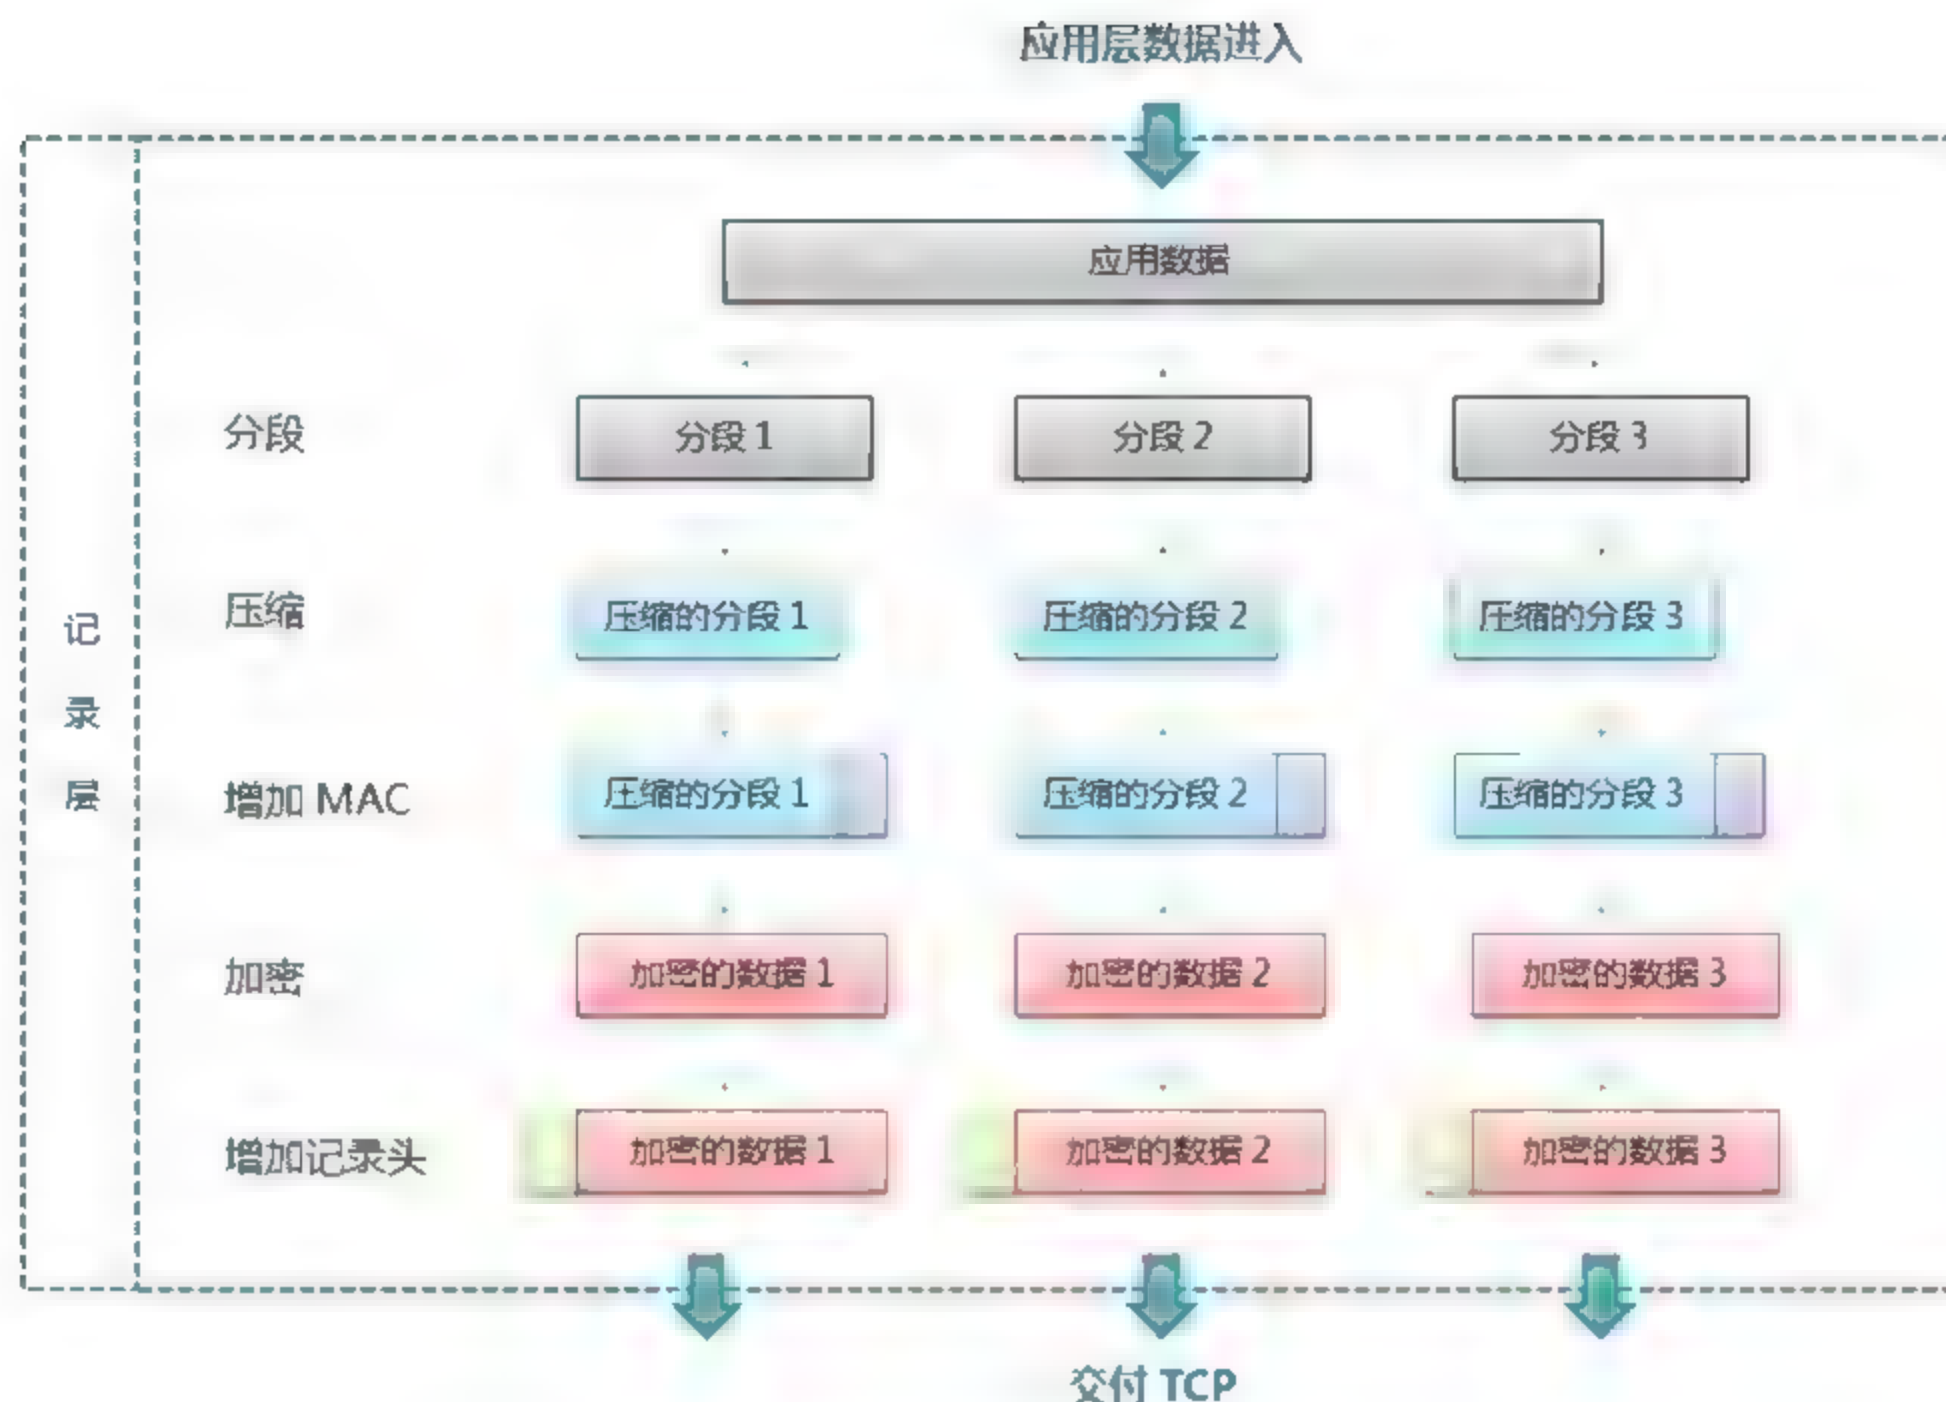 应用层数据进入
应用数据
分段 分段 1 分段 2 分段 3
压缩 压缩的分段 1 压缩的分段 2 压缩的分段 3
记
录
层
增加 MAC 压缩的分段 1 压缩的分段 2 压缩的分段 3
加密 加密的数据 1 加密的数据 2 加密的数据 3
增加记录头 加密的数据 1 加密的数据 2 加密的数据 3
交付 TCP